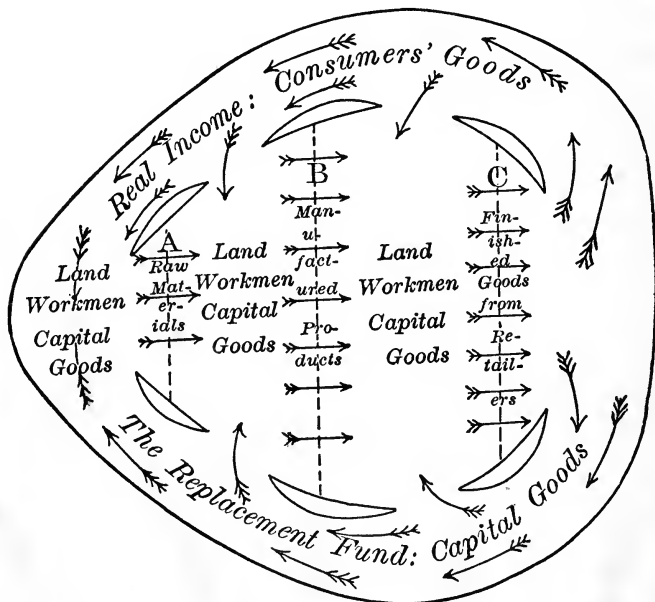 Real Income: Consumers' Goods
A
B
C
Land
Workmen
Capital
Goods
Raw
Mat-
er-
ials
Land
Workmen
Capital
Goods
Man-
u-
fact-
ured
Pro-
ducts
Land
Workmen
Capital
Goods
Fin-
ish-
ed
Goods
from
Re-
tail-
ers
The Replacement Fund: Capital Goods